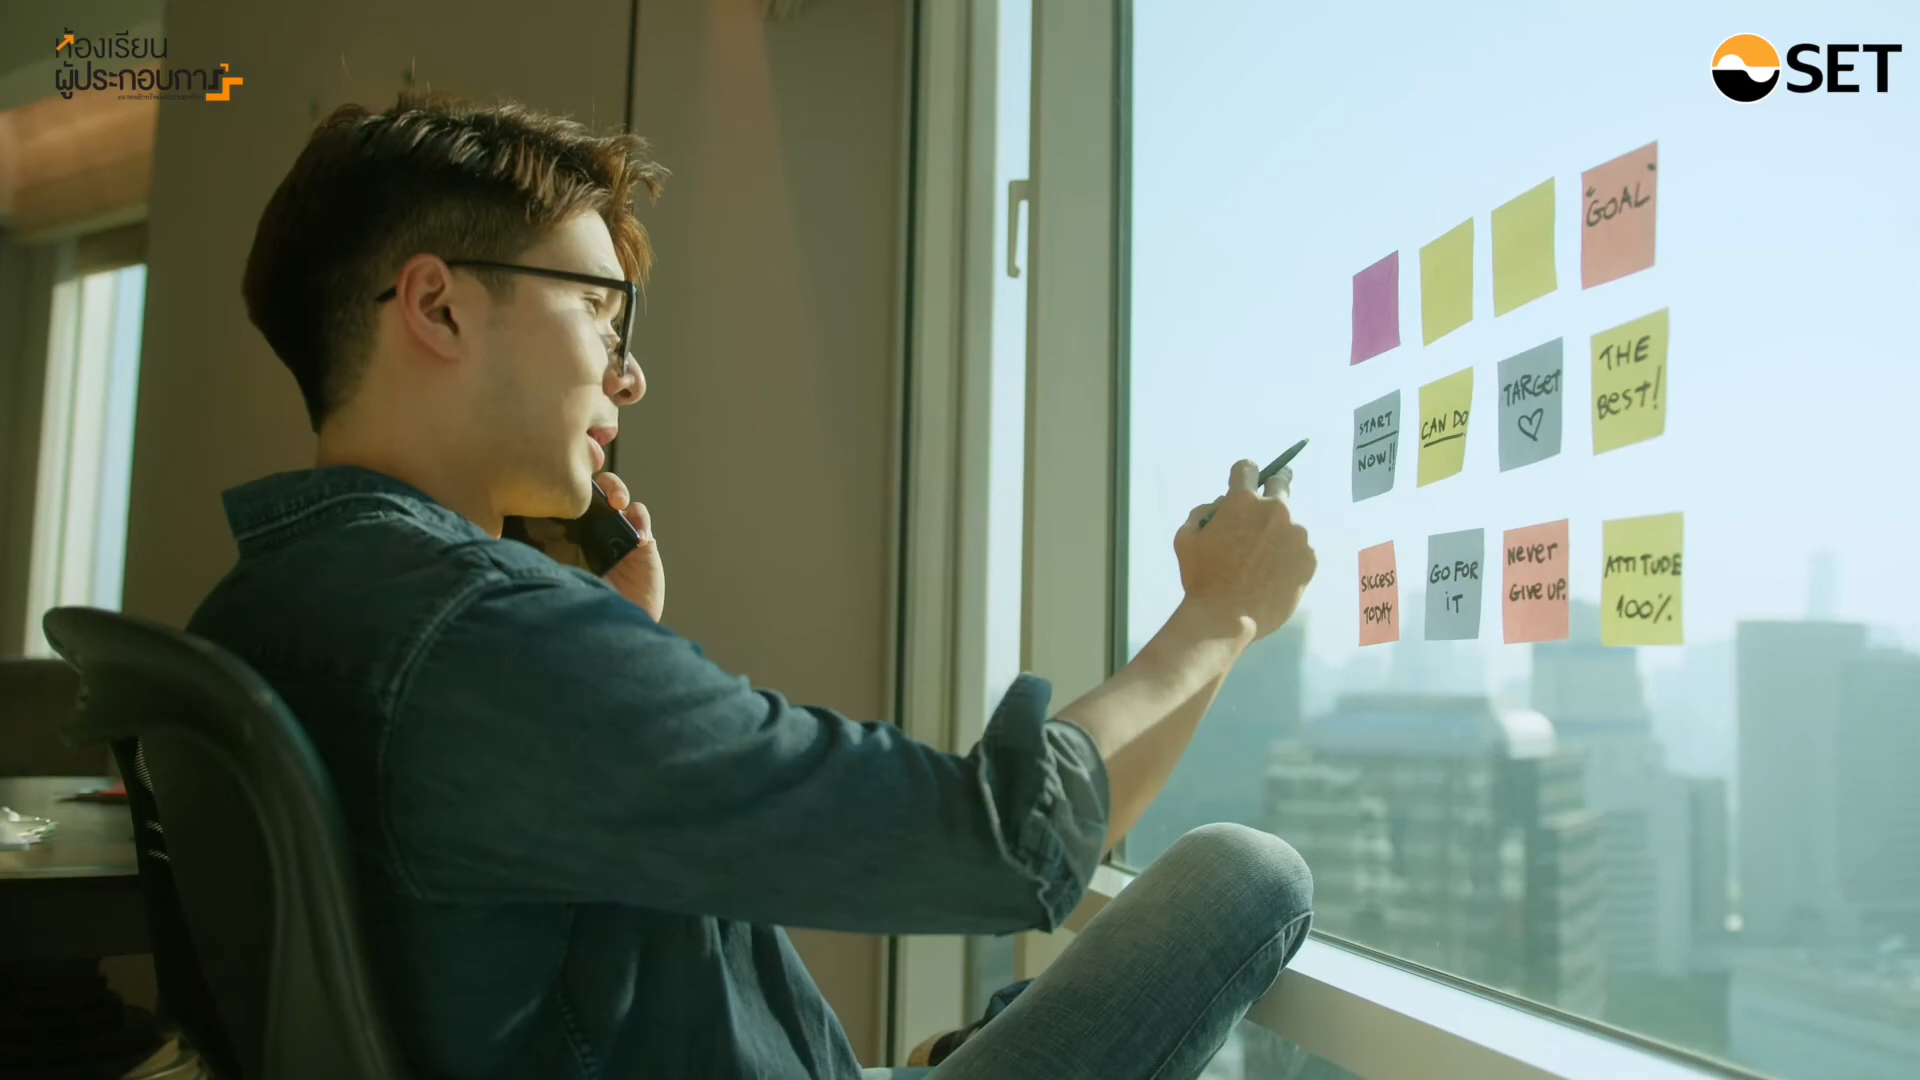 ห้องเรียน
ผู้ประกอบการ
SET
"GOAL"
START
NOW!!
CAN DO
TARGET
THE
BEST!
SICCESS
TODAY
GO FOR
iT
NEVER
GIVE UP.
ATTITUDE
100%